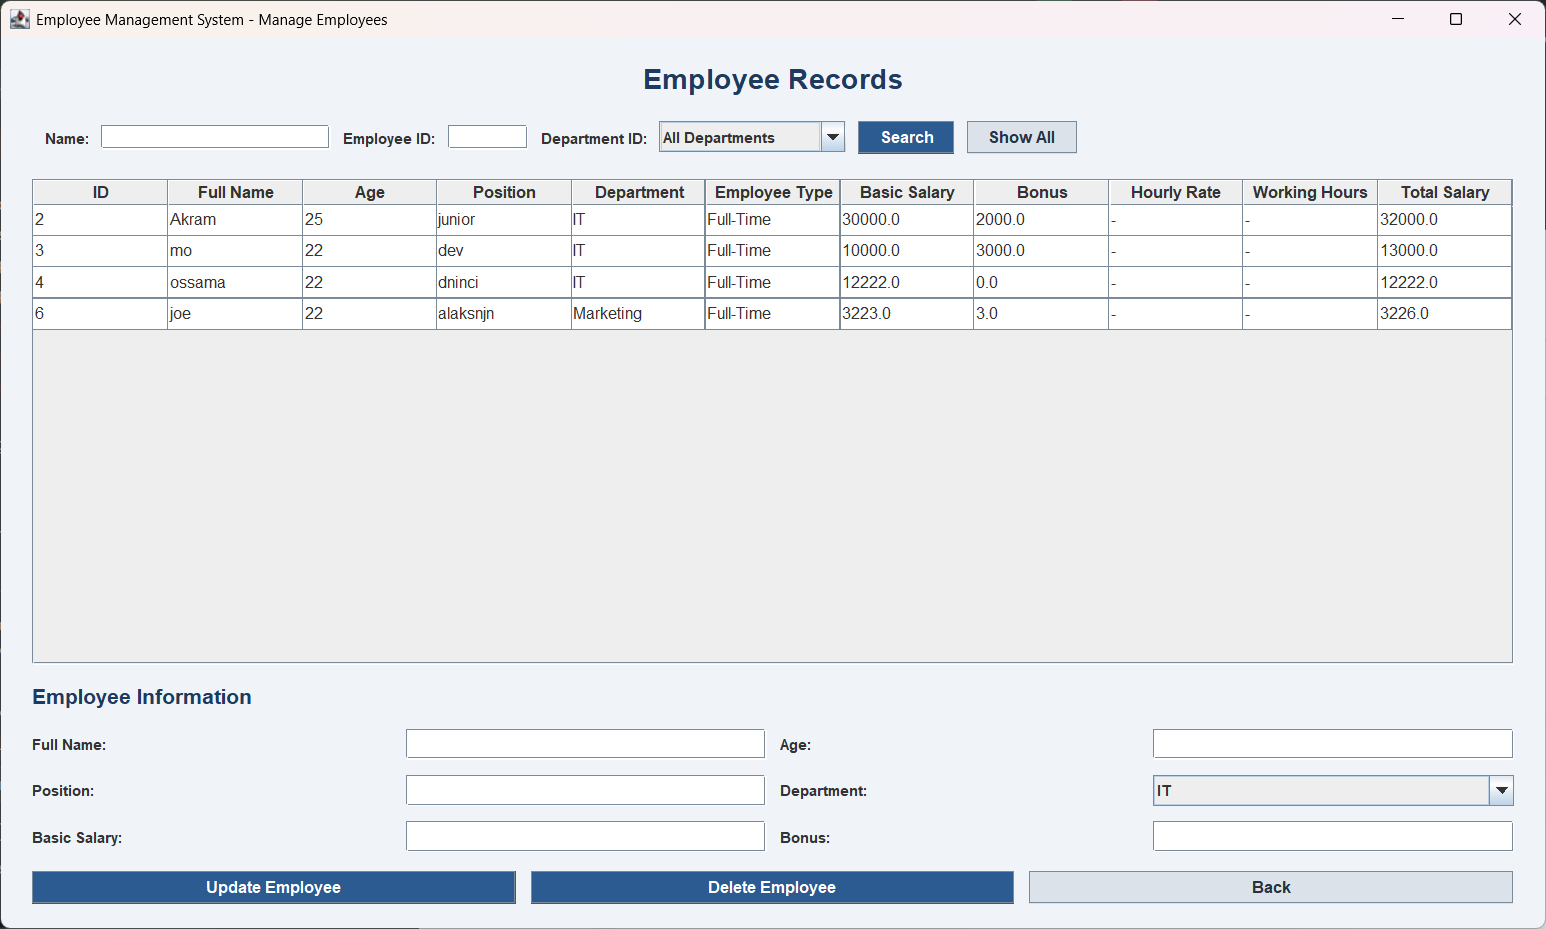 Employee Management System - Manage Employees
Employee Records
Name: Employee ID: Department ID: All Departments Search Show All
ID Full Name Age Position Department Employee Type Basic Salary Bonus Hourly Rate Working Hours Total Salary
2 Akram 25 junior IT Full-Time 30000.0 2000.0 - - 32000.0
3 mo 22 dev IT Full-Time 10000.0 3000.0 - - 13000.0
4 ossama 22 dninci IT Full-Time 12222.0 0.0 - - 12222.0
6 joe 22 alaksnjn Marketing Full-Time 3223.0 3.0 - - 3226.0
Employee Information
Full Name: Age:
Position: Department: IT
Basic Salary: Bonus:
Update Employee Delete Employee Back